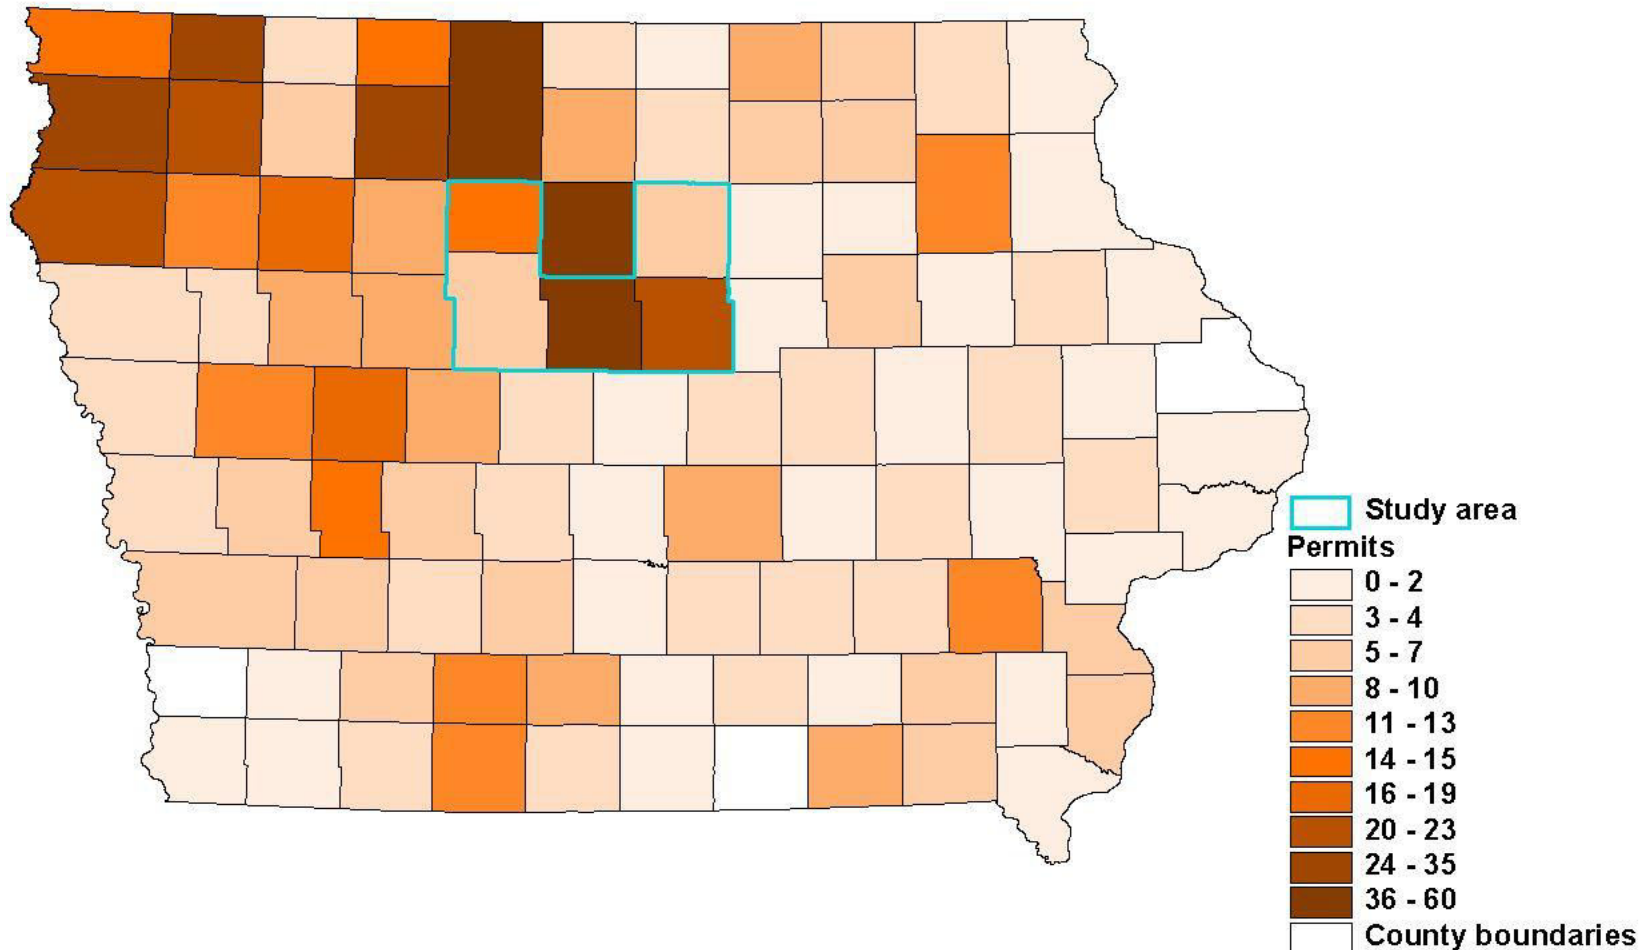 Study area
Permits
0 - 2
3 - 4
5 - 7
8 - 10
11 - 13
14 - 15
16 - 19
20 - 23
24 - 35
36 - 60
County boundaries